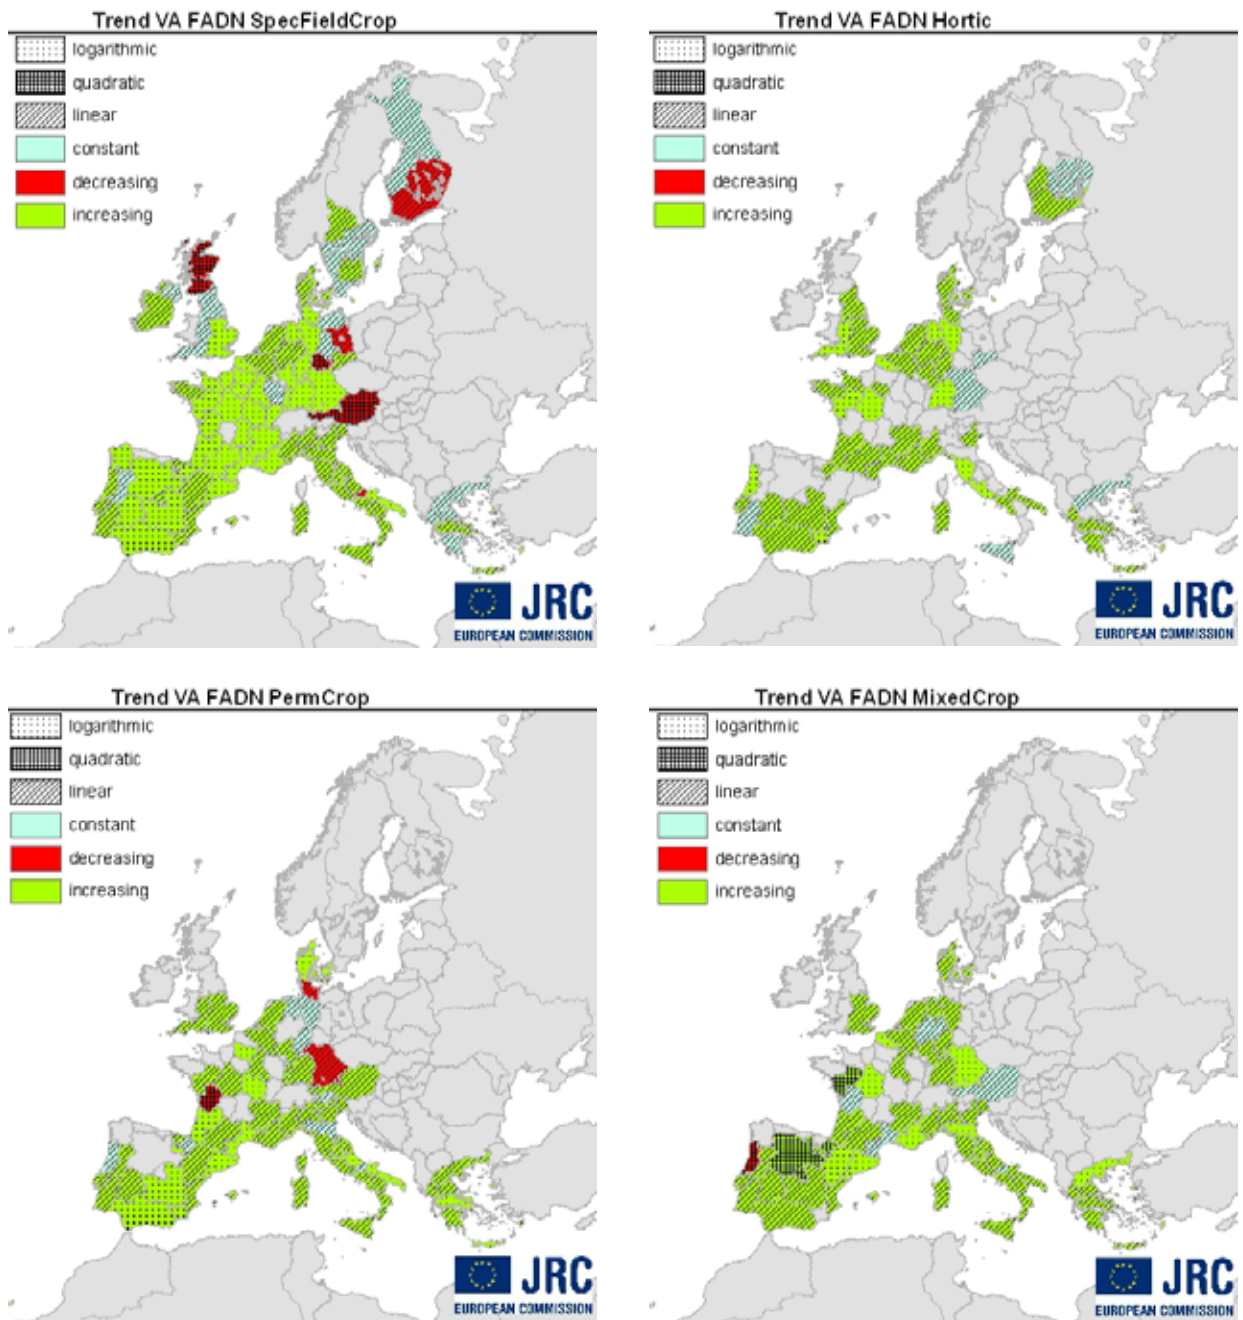 Trend VA FADN SpecFieldCrop
logarithmic
quadratic
linear
constant
decreasing
increasing
JRC
EUROPEAN COMMISSION
Trend VA FADN Hortic
logarithmic
quadratic
linear
constant
decreasing
increasing
JRC
EUROPEAN COMMISSION
Trend VA FADN PermCrop
logarithmic
quadratic
linear
constant
decreasing
increasing
JRC
EUROPEAN COMMISSION
Trend VA FADN MixedCrop
logarithmic
quadratic
linear
constant
decreasing
increasing
JRC
EUROPEAN COMMISSION